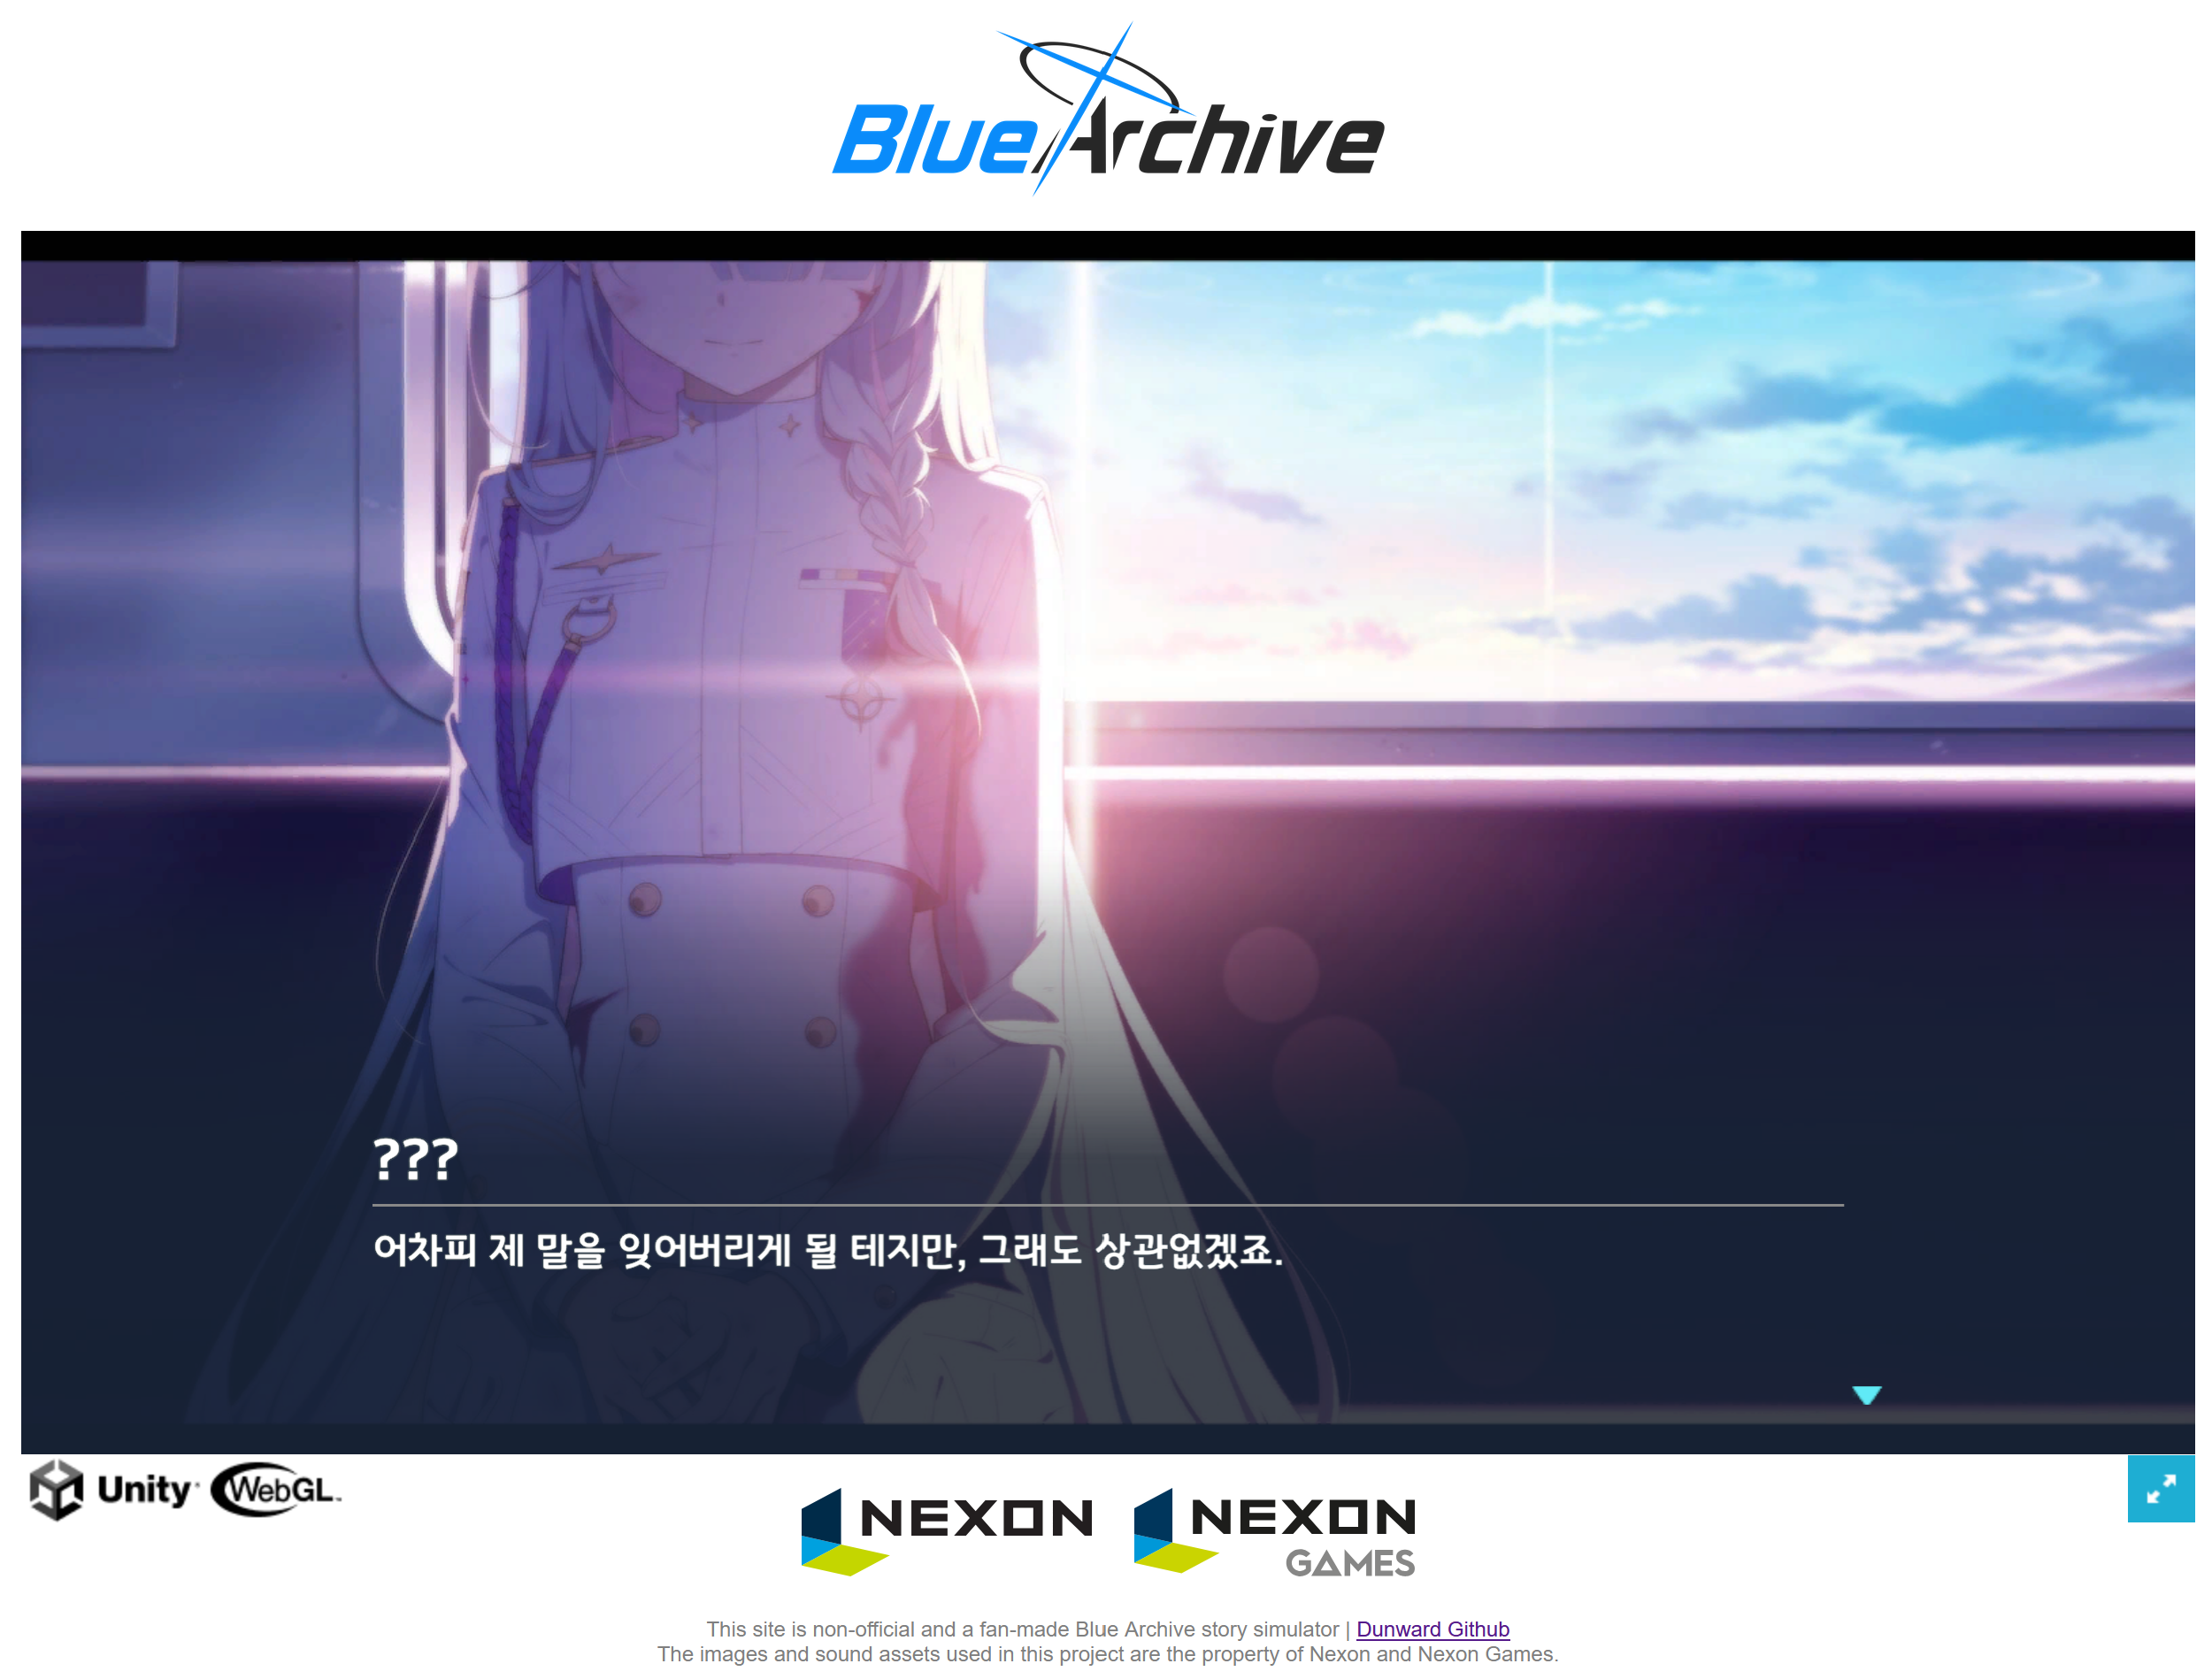 Blue Archive
???
어차피 제 말을 잊어버리게 될 테지만, 그래도 상관없겠죠.
Unity WebGL
NEXON NEXON
GAMES
This site is non-official and a fan-made Blue Archive story simulator | Dunward Github
The images and sound assets used in this project are the property of Nexon and Nexon Games.